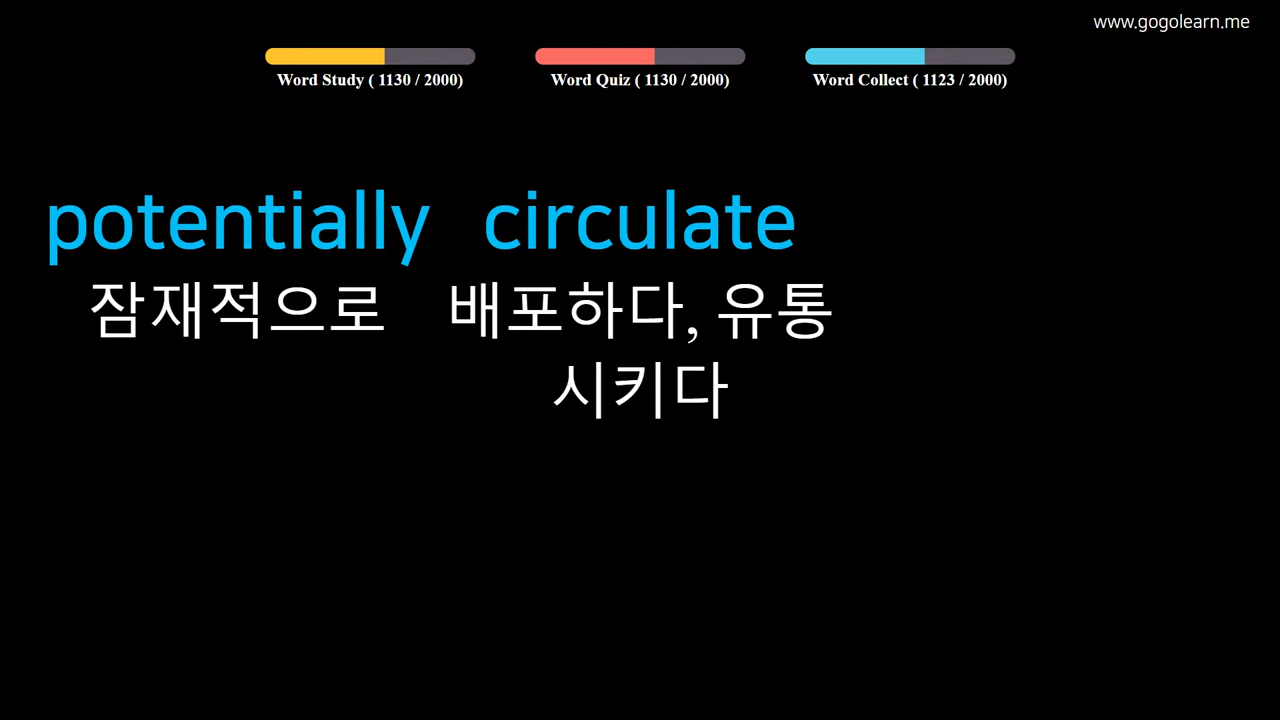 www.gogolearn.me
Word Study ( 1130 / 2000)
Word Quiz ( 1130 / 2000)
Word Collect ( 1123 / 2000)
potentially circulate
잠재적으로 배포하다, 유통
시키다